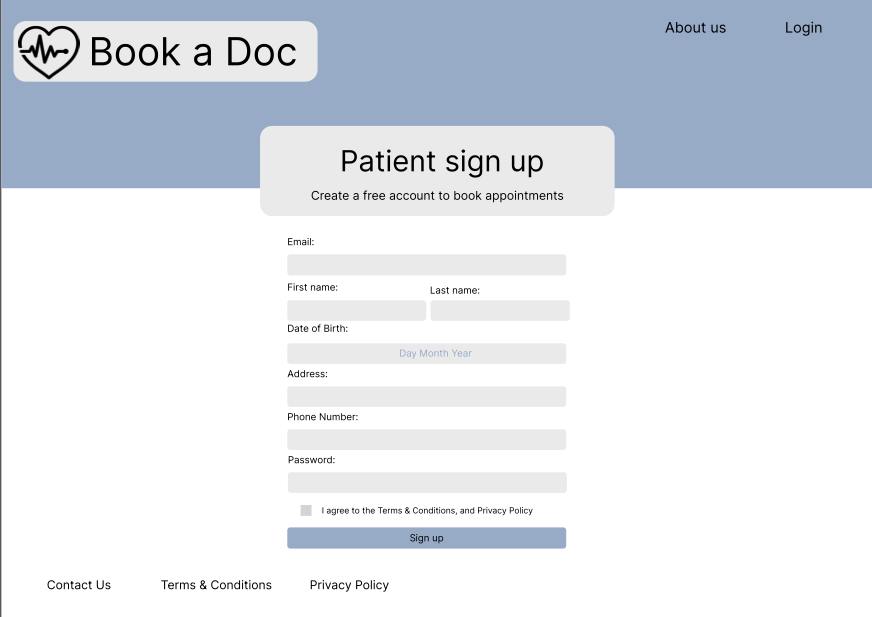 Book a Doc
About us
Login
Patient sign up
Create a free account to book appointments
Email:
First name:
Last name:
Date of Birth:
Day Month Year
Address:
Phone Number:
Password:
I agree to the Terms & Conditions, and Privacy Policy
Sign up
Contact Us
Terms & Conditions
Privacy Policy